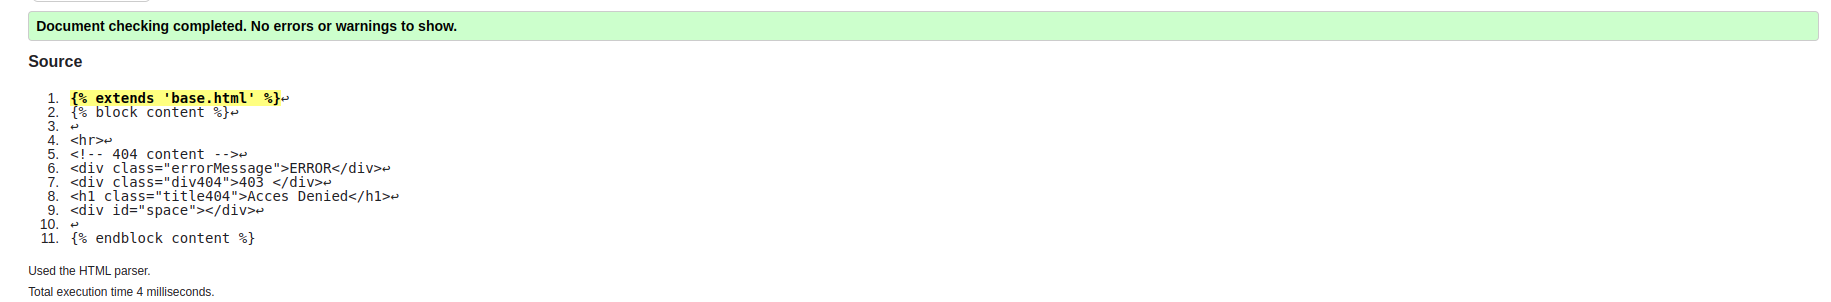 Document checking completed. No errors or warnings to show.
Source
1. {% extends 'base.html' %}↩
2. {% block content %}↩
3. ↩
4. <hr>↩
5. <!-- 404 content -->↩
6. <div class="errorMessage">ERROR</div>↩
7. <div class="div404">403 </div>↩
8. <h1 class="title404">Acces Denied</h1>↩
9. <div id="space"></div>↩
10. ↩
11. {% endblock content %}
Used the HTML parser.
Total execution time 4 milliseconds.